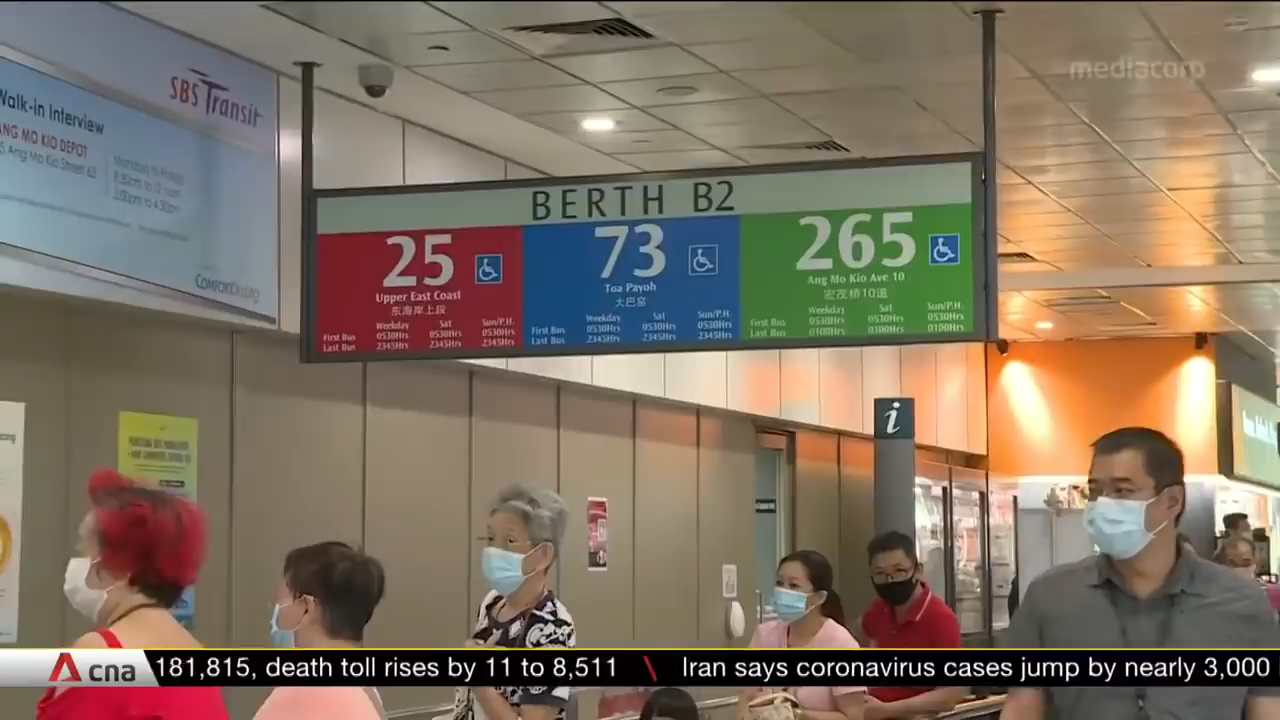 mediacorp
SBS Transit
Walk-in Interview
ANG MO KIO DEPOT
Ang Mo Kio Street 63
BERTH B2
25
Upper East Coast
东海岸上段
Weekday Sat Sun/P.H.
First Bus 0530Hrs 0530Hrs 0530Hrs
Last Bus 2345Hrs 2345Hrs 2345Hrs
73
Toa Payoh
大巴窑
Weekday Sat Sun/P.H.
First Bus 0530Hrs 0530Hrs 0530Hrs
Last Bus 2345Hrs 2345Hrs 2345Hrs
265
Ang Mo Kio Ave 10
宏茂桥10道
Weekday Sat Sun/P.H.
First Bus 0530Hrs 0530Hrs 0530Hrs
Last Bus 0100Hrs 0100Hrs 0100Hrs
i
cna
181,815, death toll rises by 11 to 8,511 \ Iran says coronavirus cases jump by nearly 3,000